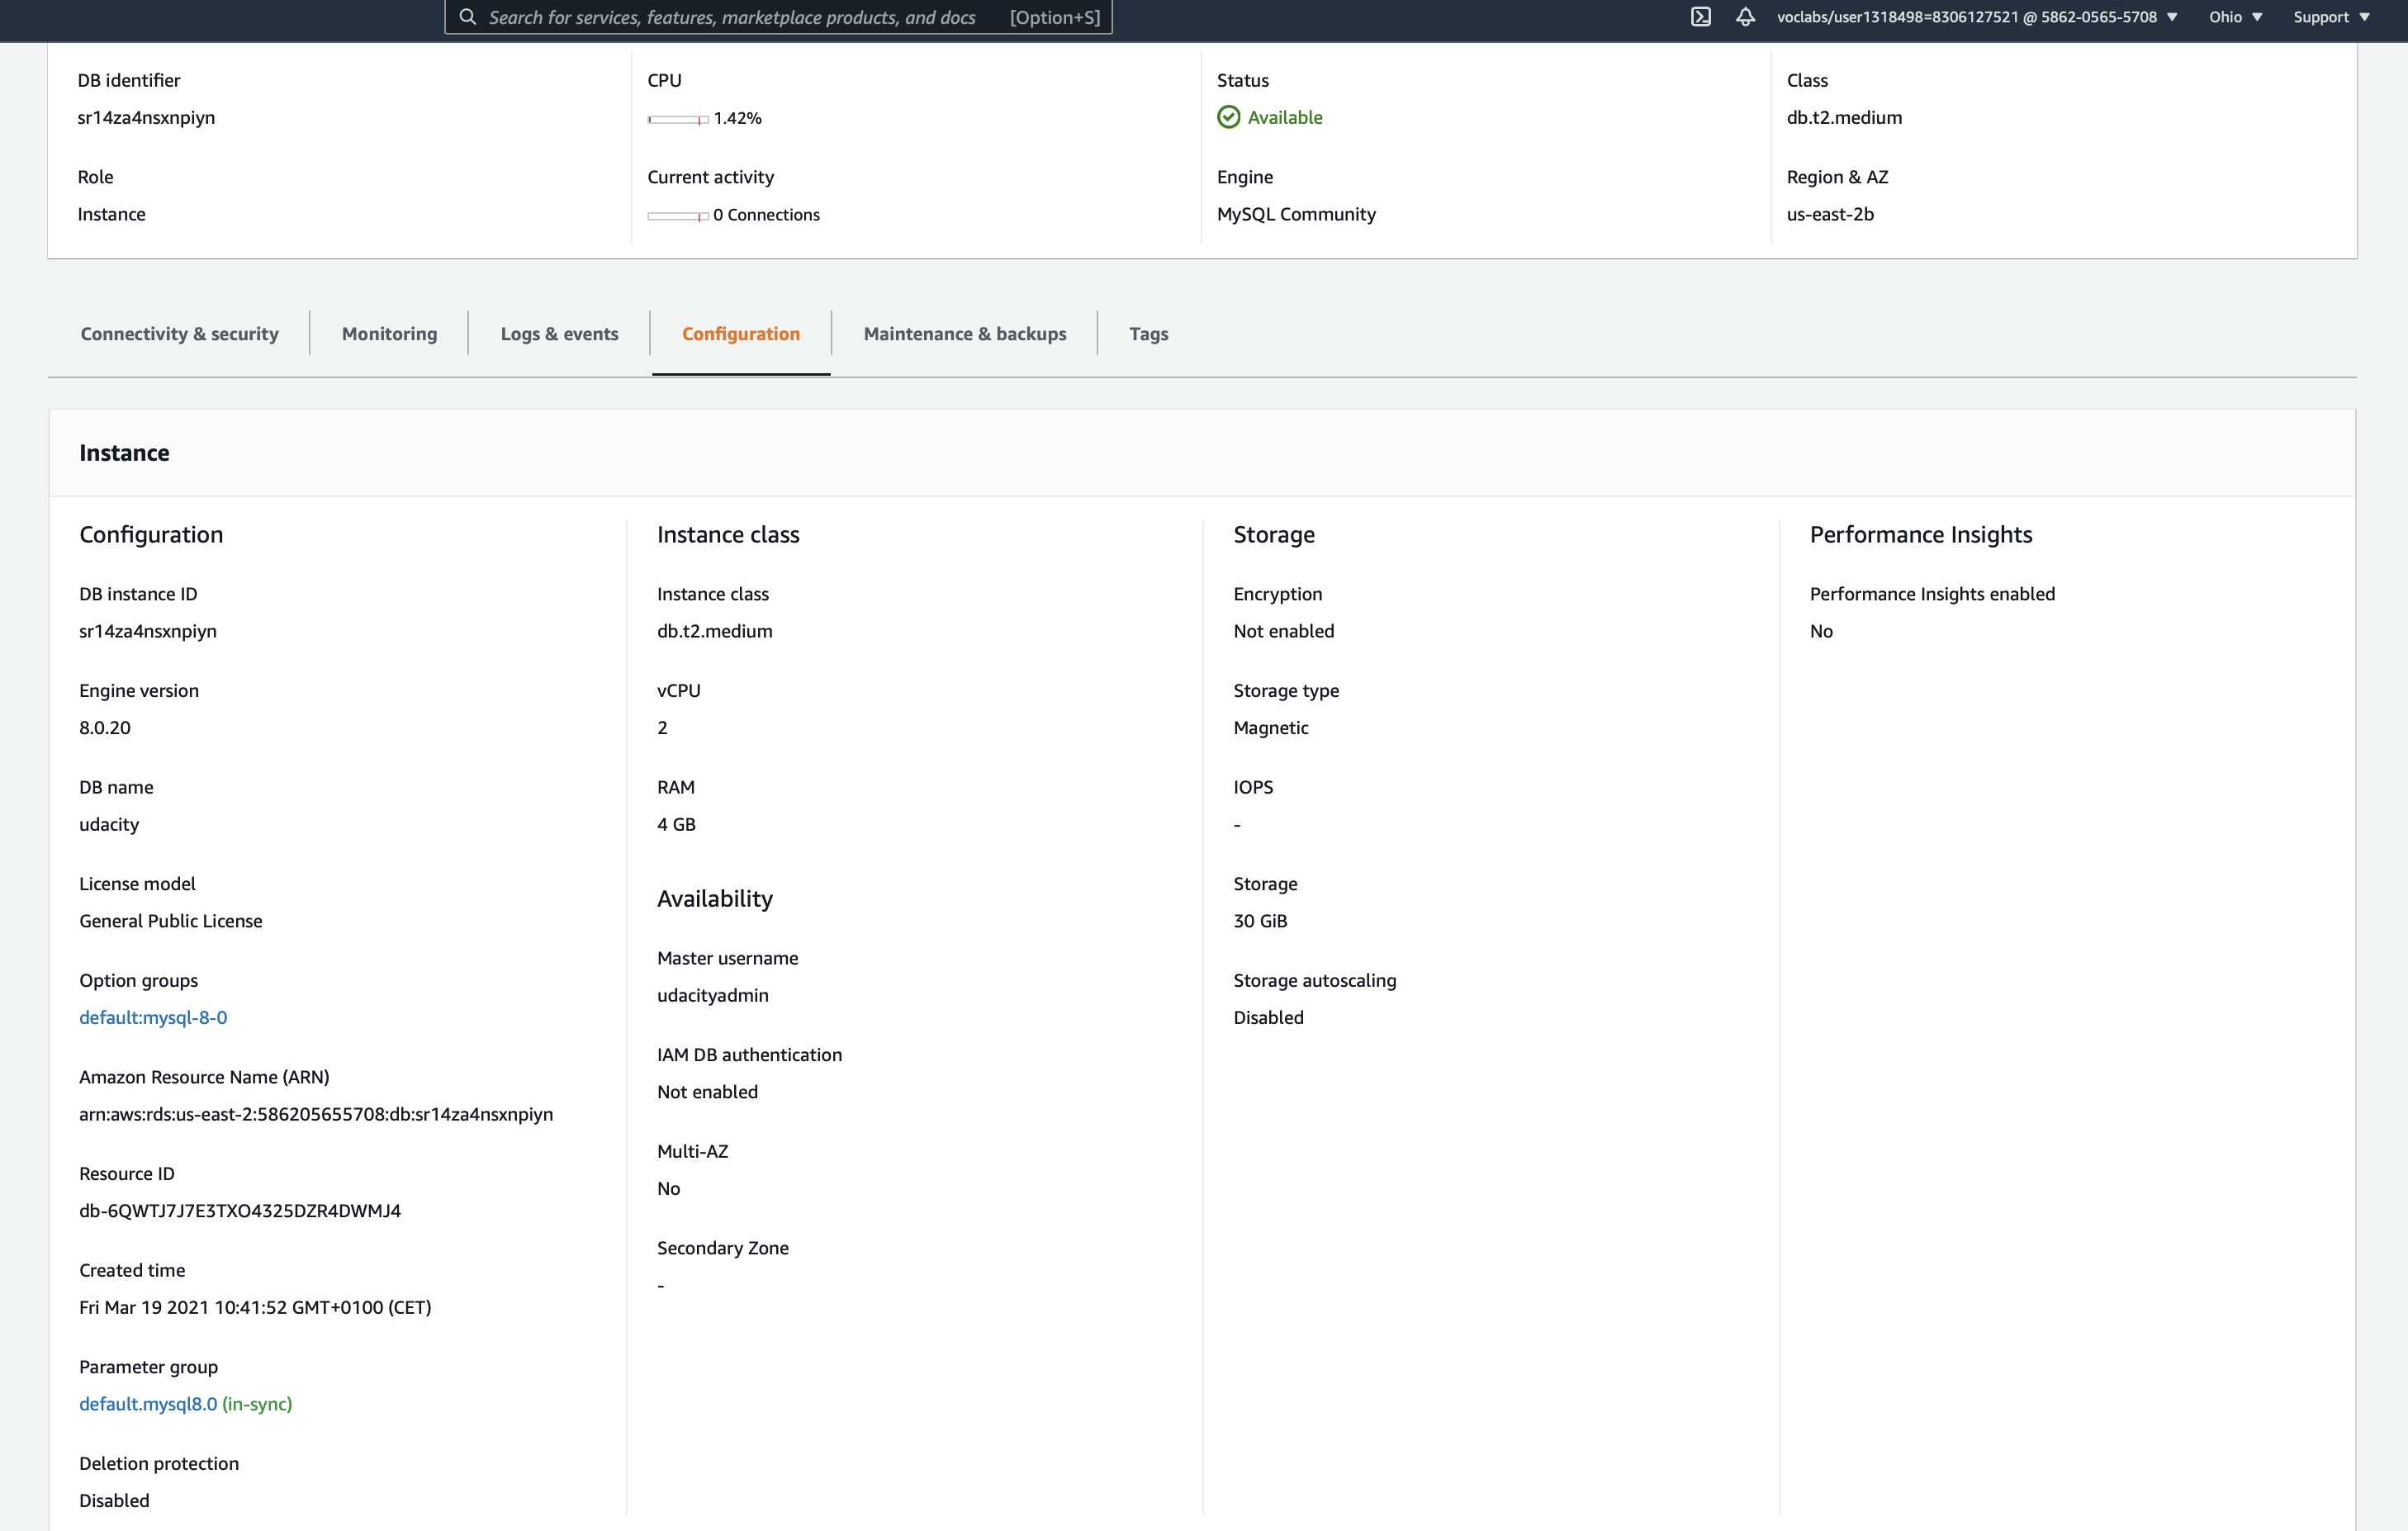 Search for services, features, marketplace products, and docs [Option+S]
voclabs/user1318498=8306127521 @ 5862-0565-5708 Ohio Support
DB identifier
sr14za4nsxnpiyn
CPU
1.42%
Status
Available
Class
db.t2.medium
Role
Instance
Current activity
0 Connections
Engine
MySQL Community
Region & AZ
us-east-2b
Connectivity & security
Monitoring
Logs & events
Configuration
Maintenance & backups
Tags
Instance
Configuration
DB instance ID
sr14za4nsxnpiyn
Engine version
8.0.20
DB name
udacity
License model
General Public License
Option groups
default:mysql-8-0
Amazon Resource Name (ARN)
arn:aws:rds:us-east-2:586205655708:db:sr14za4nsxnpiyn
Resource ID
db-6QWTJ7J7E3TXO4325DZR4DWMJ4
Created time
Fri Mar 19 2021 10:41:52 GMT+0100 (CET)
Parameter group
default.mysql8.0 (in-sync)
Deletion protection
Disabled
Instance class
Instance class
db.t2.medium
vCPU
2
RAM
4 GB
Availability
Master username
udacityadmin
IAM DB authentication
Not enabled
Multi-AZ
No
Secondary Zone
-
Storage
Encryption
Not enabled
Storage type
Magnetic
IOPS
-
Storage
30 GiB
Storage autoscaling
Disabled
Performance Insights
Performance Insights enabled
No